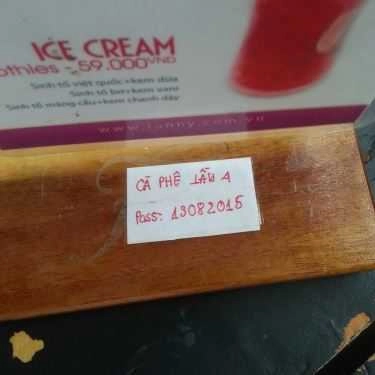 ICE CREAM
othies - 59.000VND
Sinh tố việt quất+kem dừa
Sinh tố bơ+kem vani
Sinh tố mãng cầu+kem chanh dây
CÀ PHÊ LẦU 4
Pass: 13082015